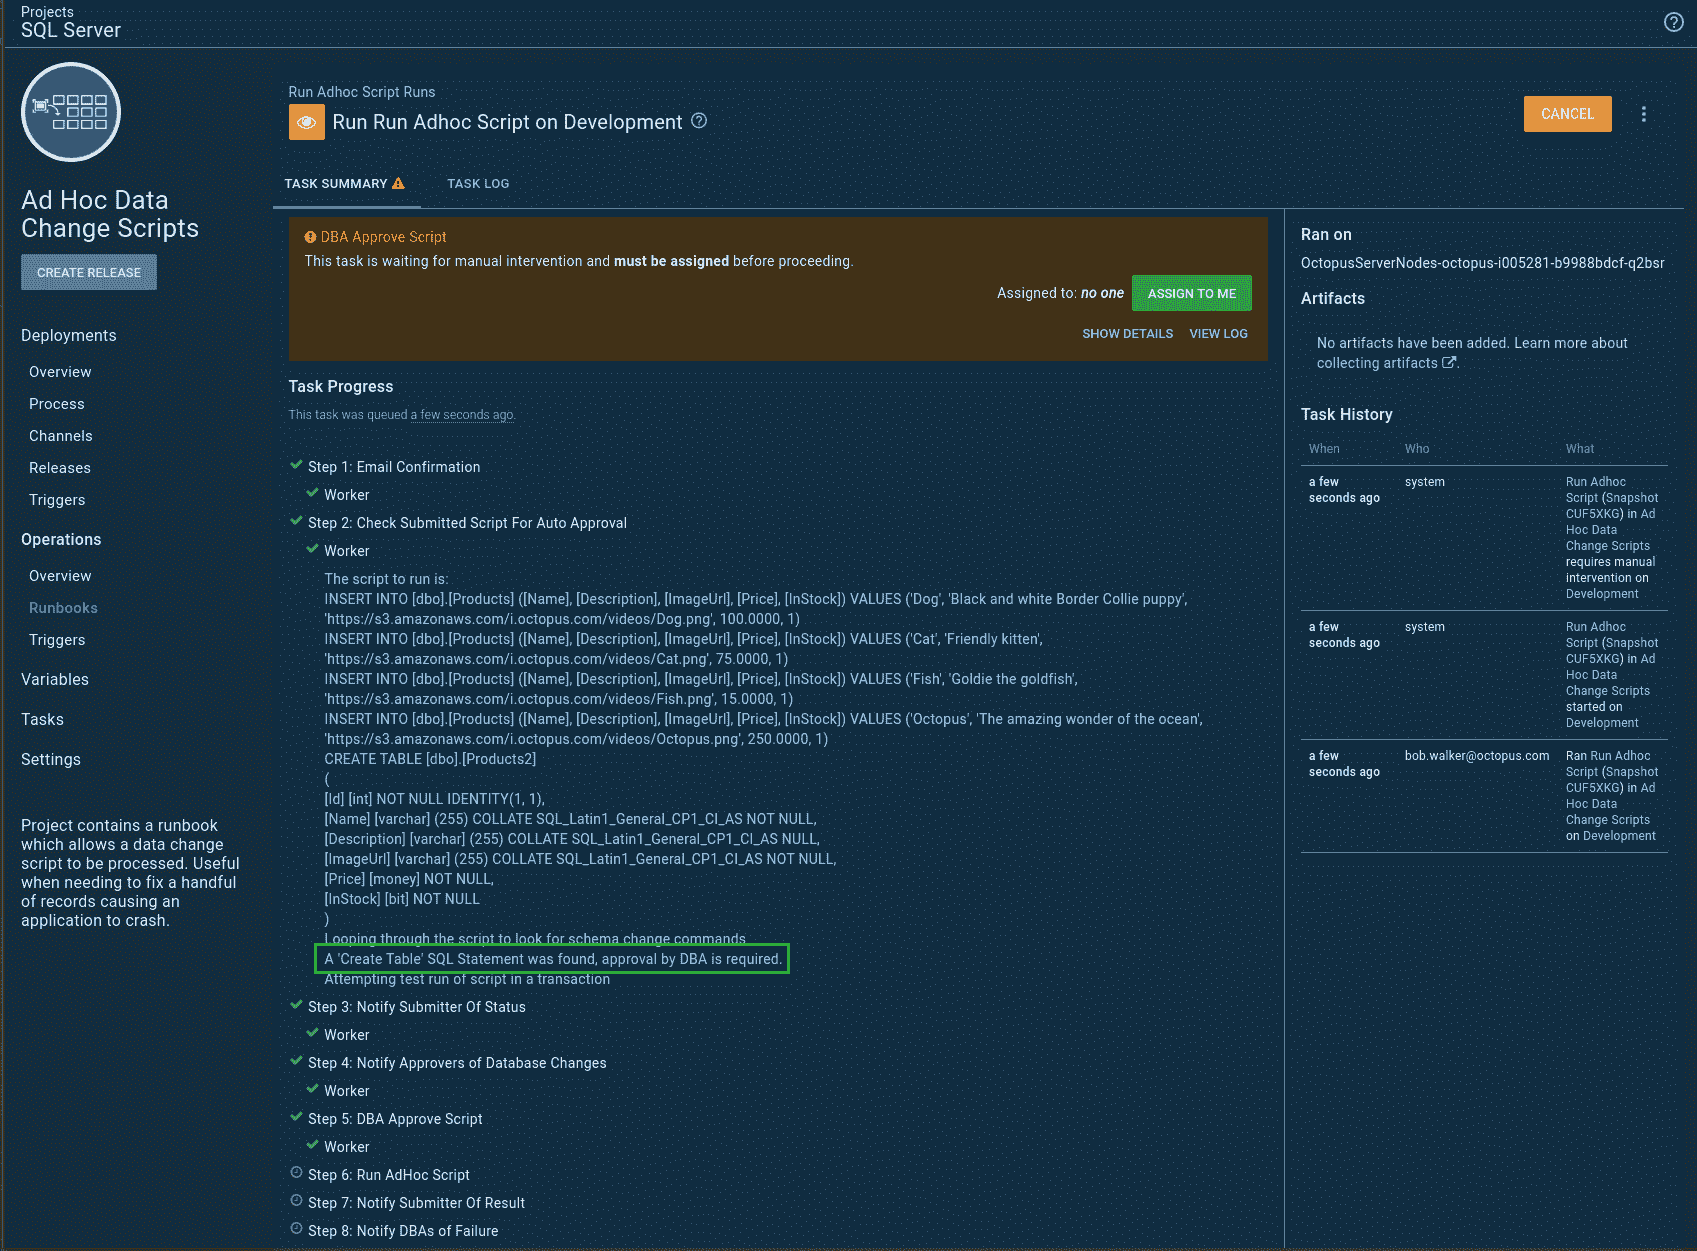 Projects
SQL Server
Ad Hoc Data
Change Scripts
CREATE RELEASE
Deployments
Overview
Process
Channels
Releases
Triggers
Operations
Overview
Runbooks
Triggers
Variables
Tasks
Settings
Project contains a runbook
which allows a data change
script to be processed. Useful
when needing to fix a handful
of records causing an
application to crash.
Run Adhoc Script Runs
Run Run Adhoc Script on Development
CANCEL
TASK SUMMARY
TASK LOG
DBA Approve Script
This task is waiting for manual intervention and must be assigned before proceeding.
Assigned to: no one ASSIGN TO ME
SHOW DETAILS VIEW LOG
Task Progress
This task was queued a few seconds ago.
Step 1: Email Confirmation
Worker
Step 2: Check Submitted Script For Auto Approval
Worker
The script to run is:
INSERT INTO [dbo].[Products] ([Name], [Description], [ImageUrl], [Price], [InStock]) VALUES ('Dog', 'Black and white Border Collie puppy',
'https://s3.amazonaws.com/i.octopus.com/videos/Dog.png', 100.0000, 1)
INSERT INTO [dbo].[Products] ([Name], [Description], [ImageUrl], [Price], [InStock]) VALUES ('Cat', 'Friendly kitten',
'https://s3.amazonaws.com/i.octopus.com/videos/Cat.png', 75.0000, 1)
INSERT INTO [dbo].[Products] ([Name], [Description], [ImageUrl], [Price], [InStock]) VALUES ('Fish', 'Goldie the goldfish',
'https://s3.amazonaws.com/i.octopus.com/videos/Fish.png', 15.0000, 1)
INSERT INTO [dbo].[Products] ([Name], [Description], [ImageUrl], [Price], [InStock]) VALUES ('Octopus', 'The amazing wonder of the ocean',
'https://s3.amazonaws.com/i.octopus.com/videos/Octopus.png', 250.0000, 1)
CREATE TABLE [dbo].[Products2]
(
[Id] [int] NOT NULL IDENTITY(1, 1),
[Name] [varchar] (255) COLLATE SQL_Latin1_General_CP1_CI_AS NOT NULL,
[Description] [varchar] (255) COLLATE SQL_Latin1_General_CP1_CI_AS NULL,
[ImageUrl] [varchar] (255) COLLATE SQL_Latin1_General_CP1_CI_AS NOT NULL,
[Price] [money] NOT NULL,
[InStock] [bit] NOT NULL
)
Looping through the script to look for schema change commands
A 'Create Table' SQL Statement was found, approval by DBA is required.
Attempting test run of script in a transaction
Step 3: Notify Submitter Of Status
Worker
Step 4: Notify Approvers of Database Changes
Worker
Step 5: DBA Approve Script
Worker
Step 6: Run AdHoc Script
Step 7: Notify Submitter Of Result
Step 8: Notify DBAs of Failure
Ran on
OctopusServerNodes-octopus-i005281-b9988bdcf-q2bsr
Artifacts
No artifacts have been added. Learn more about
collecting artifacts.
Task History
When Who What
a few
seconds ago
system
Run Adhoc
Script (Snapshot
CUF5XKG) in Ad
Hoc Data
Change Scripts
requires manual
intervention on
Development
a few
seconds ago
system
Run Adhoc
Script (Snapshot
CUF5XKG) in Ad
Hoc Data
Change Scripts
started on
Development
a few
seconds ago
bob.walker@octopus.com
Ran Run Adhoc
Script (Snapshot
CUF5XKG) in Ad
Hoc Data
Change Scripts
on Development